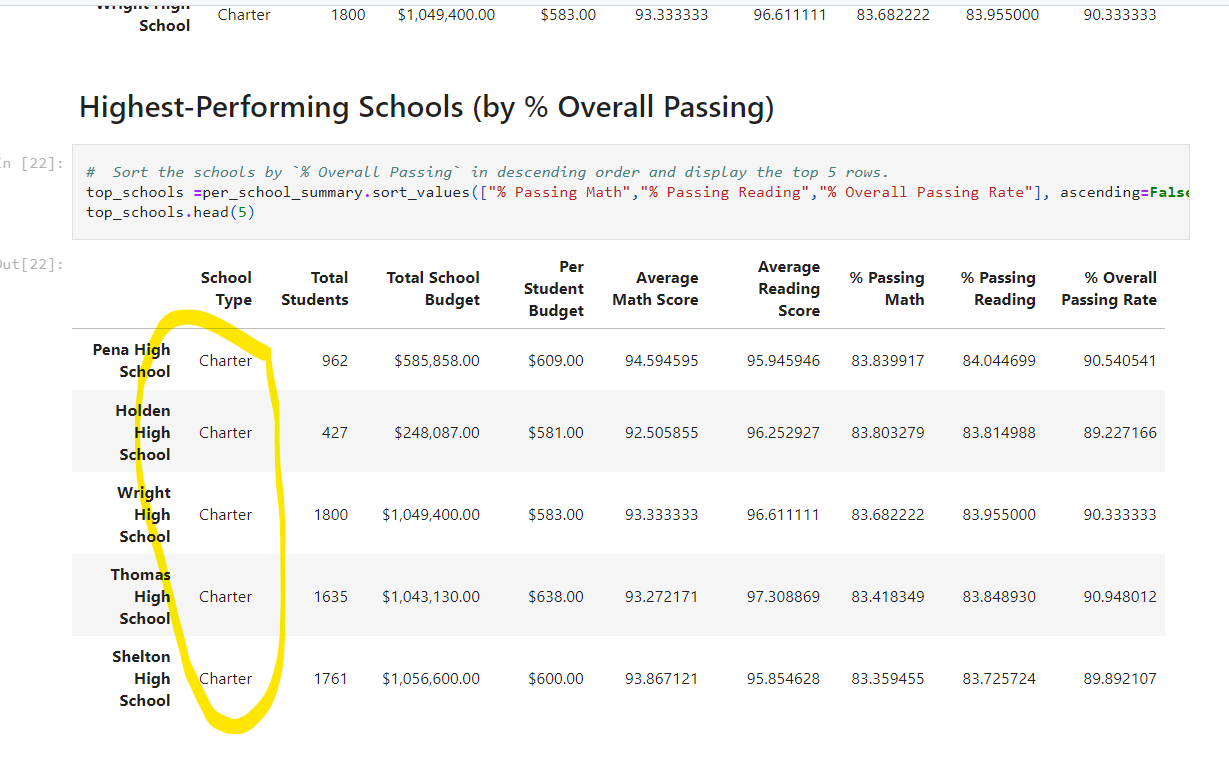 Wright High
School Charter 1800 $1,049,400.00 $583.00 93.333333 96.611111 83.682222 83.955000 90.333333
Highest-Performing Schools (by % Overall Passing)
In [22]:
#  Sort the schools by `% Overall Passing` in descending order and display the top 5 rows.
top_schools =per_school_summary.sort_values(["% Passing Math","% Passing Reading","% Overall Passing Rate"], ascending=False
top_schools.head(5)
Out[22]:
School Type Total Students Total School Budget Per Student Budget Average Math Score Average Reading Score % Passing Math % Passing Reading % Overall Passing Rate
Pena High School Charter 962 $585,858.00 $609.00 94.594595 95.945946 83.839917 84.044699 90.540541
Holden High School Charter 427 $248,087.00 $581.00 92.505855 96.252927 83.803279 83.814988 89.227166
Wright High School Charter 1800 $1,049,400.00 $583.00 93.333333 96.611111 83.682222 83.955000 90.333333
Thomas High School Charter 1635 $1,043,130.00 $638.00 93.272171 97.308869 83.418349 83.848930 90.948012
Shelton High School Charter 1761 $1,056,600.00 $600.00 93.867121 95.854628 83.359455 83.725724 89.892107